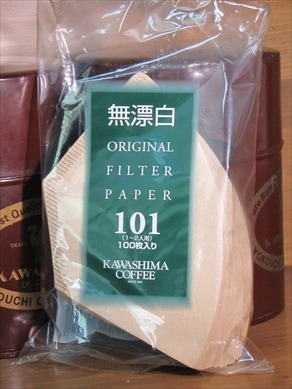 無漂白
ORIGINAL
FILTER
PAPER
101
(1~2人用)
100枚入り
KAWASHIMA
COFFEE
KAWA